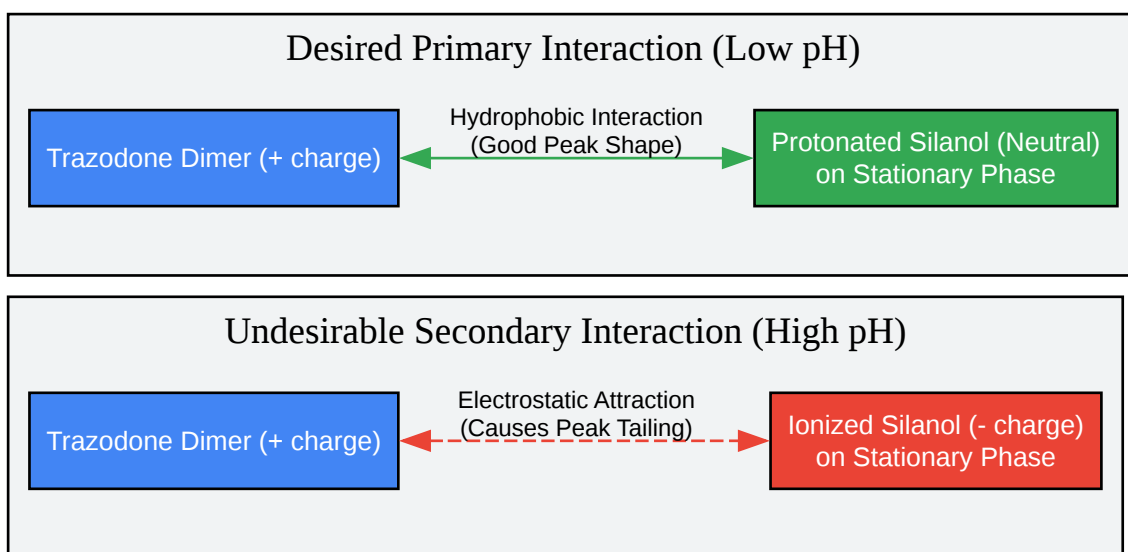 Desired Primary Interaction (Low pH)
Trazodone Dimer (+ charge)
Hydrophobic Interaction
(Good Peak Shape)
Protonated Silanol (Neutral)
on Stationary Phase
Undesirable Secondary Interaction (High pH)
Trazodone Dimer (+ charge)
Electrostatic Attraction
(Causes Peak Tailing)
Ionized Silanol (- charge)
on Stationary Phase